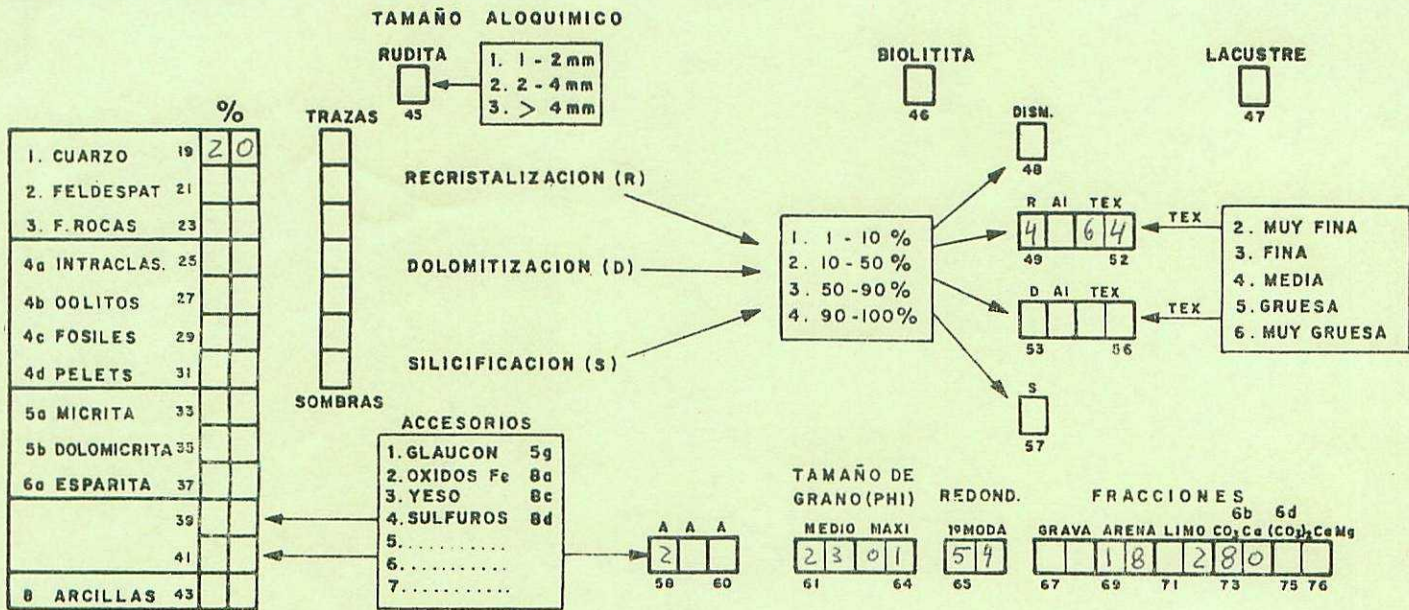 TAMAÑO ALOQUIMICO
RUDITA
1. 1 - 2 mm
2. 2 - 4 mm
3. > 4 mm
45
BIOLITITA
46
LACUSTRE
47
%
TRAZAS
1. CUARZO 19 2 0
2. FELDESPAT 21
3. F. ROCAS 23
4a INTRACLAS. 25
4b OOLITOS 27
4c FOSILES 29
4d PELETS 31
5a MICRITA 33
5b DOLOMICRITA 35
6a ESPARITA 37
39
41
8 ARCILLAS 43
SOMBRAS
RECRISTALIZACION (R)
DOLOMITIZACION (D)
SILICIFICACION (S)
1. 1 - 10 %
2. 10 - 50 %
3. 50 - 90 %
4. 90 - 100 %
DISM.
48
R AI TEX
4 6 4
49 52
D AI TEX
53 56
S
57
TEX
TEX
2. MUY FINA
3. FINA
4. MEDIA
5. GRUESA
6. MUY GRUESA
ACCESORIOS
1. GLAUCON 5g
2. OXIDOS Fe 8a
3. YESO 8c
4. SULFUROS 8d
5. ..........
6. ..........
7. ..........
A A A
2
58 60
TAMAÑO DE
GRANO (PHI)
MEDIO MAXI
2 3 0 1
61 64
REDOND.
1º MODA
5 4
65
FRACCIONES
6b 6d
GRAVA ARENA LIMO CO3Ca (CO3)2CaMg
1 8 2 8 0
67 69 71 73 75 76